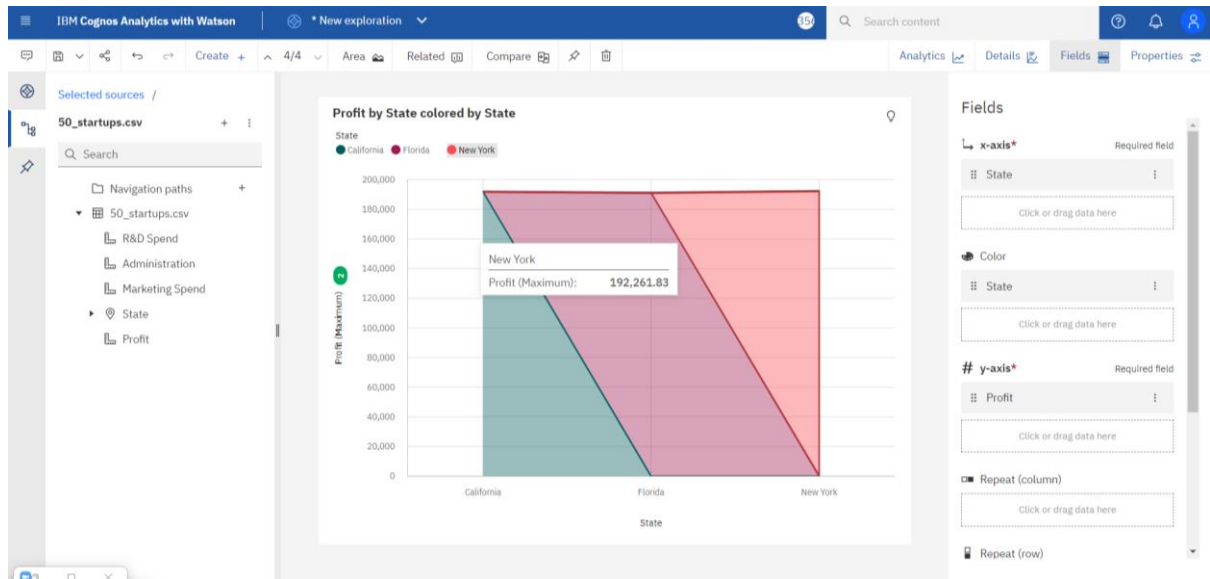 IBM Cognos Analytics with Watson
* New exploration
Search content
Create +
4/4
Area
Related
Compare
Analytics
Details
Fields
Properties
Selected sources /
50_startups.csv
Search
Navigation paths
50_startups.csv
R&D Spend
Administration
Marketing Spend
State
Profit
Profit by State colored by State
State
California
Florida
New York
200,000
180,000
160,000
140,000
120,000
100,000
80,000
60,000
40,000
20,000
0
Profit (Maximum)
2
New York
Profit (Maximum): 192,261.83
California
Florida
New York
State
Fields
x-axis* Required field
State
Click or drag data here
Color
State
Click or drag data here
# y-axis* Required field
Profit
Click or drag data here
Repeat (column)
Click or drag data here
Repeat (row)